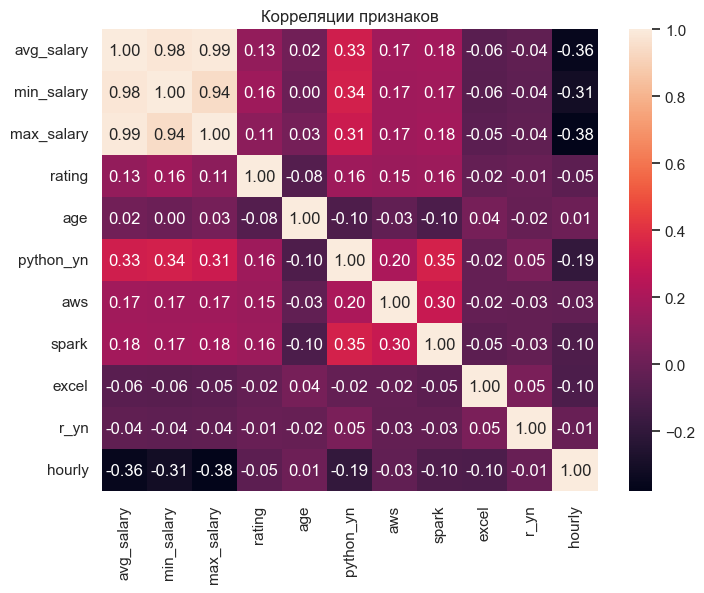 Корреляции признаков
avg_salary 1.00 0.98 0.99 0.13 0.02 0.33 0.17 0.18 -0.06 -0.04 -0.36
min_salary 0.98 1.00 0.94 0.16 0.00 0.34 0.17 0.17 -0.06 -0.04 -0.31
max_salary 0.99 0.94 1.00 0.11 0.03 0.31 0.17 0.18 -0.05 -0.04 -0.38
rating 0.13 0.16 0.11 1.00 -0.08 0.16 0.15 0.16 -0.02 -0.01 -0.05
age 0.02 0.00 0.03 -0.08 1.00 -0.10 -0.03 -0.10 0.04 -0.02 0.01
python_yn 0.33 0.34 0.31 0.16 -0.10 1.00 0.20 0.35 -0.02 0.05 -0.19
aws 0.17 0.17 0.17 0.15 -0.03 0.20 1.00 0.30 -0.02 -0.03 -0.03
spark 0.18 0.17 0.18 0.16 -0.10 0.35 0.30 1.00 -0.05 -0.03 -0.10
excel -0.06 -0.06 -0.05 -0.02 0.04 -0.02 -0.02 -0.05 1.00 0.05 -0.10
r_yn -0.04 -0.04 -0.04 -0.01 -0.02 0.05 -0.03 -0.03 0.05 1.00 -0.01
hourly -0.36 -0.31 -0.38 -0.05 0.01 -0.19 -0.03 -0.10 -0.10 -0.01 1.00
avg_salary min_salary max_salary rating age python_yn aws spark excel r_yn hourly
1.0
0.8
0.6
0.4
0.2
0.0
−0.2